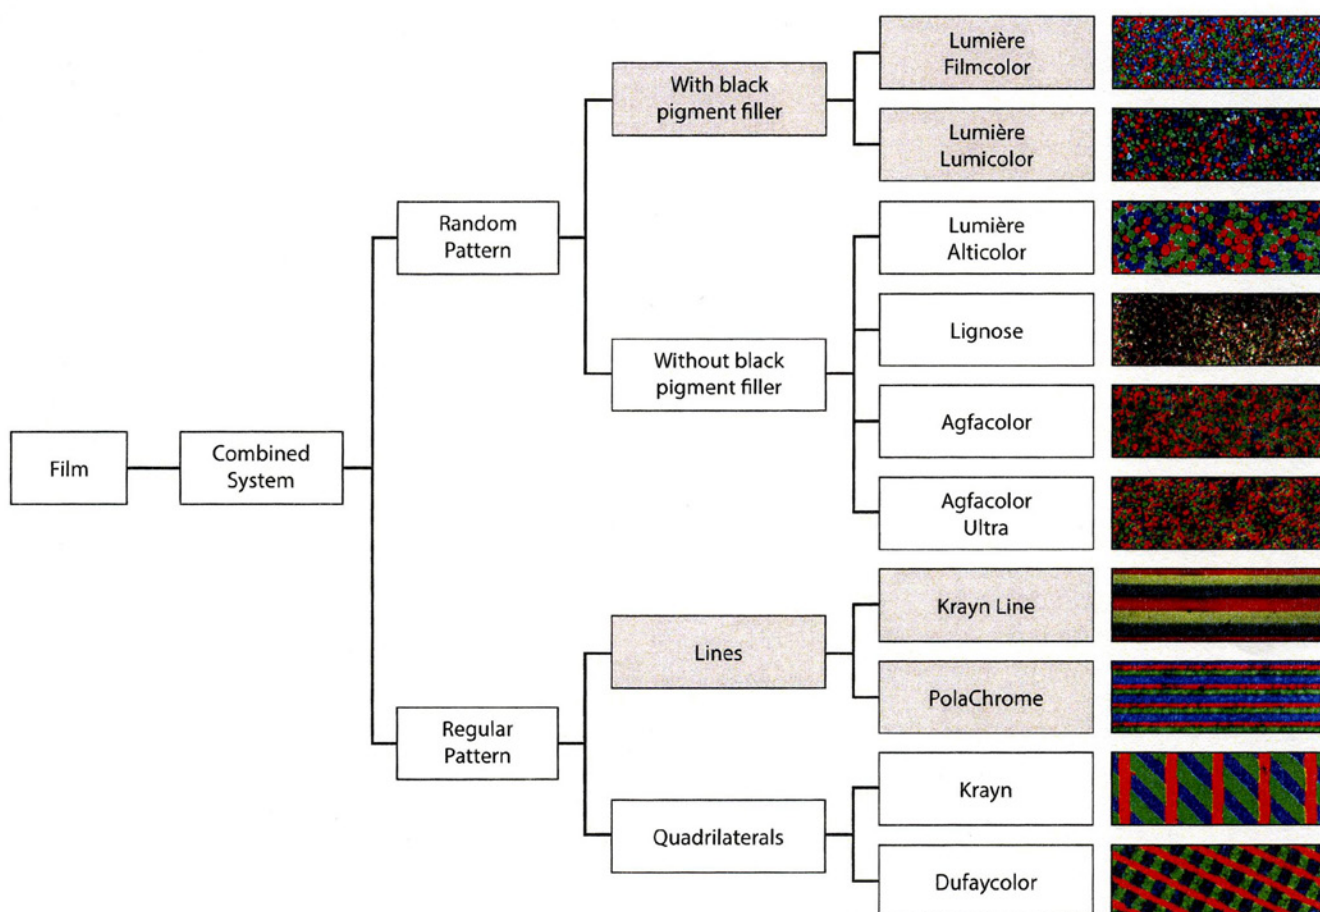 Film
Combined
System
Random
Pattern
With black
pigment filler
Lumière
Filmcolor
Lumière
Lumicolor
Without black
pigment filler
Lumière
Alticolor
Lignose
Agfacolor
Agfacolor
Ultra
Regular
Pattern
Lines
Krayn Line
PolaChrome
Quadrilaterals
Krayn
Dufaycolor